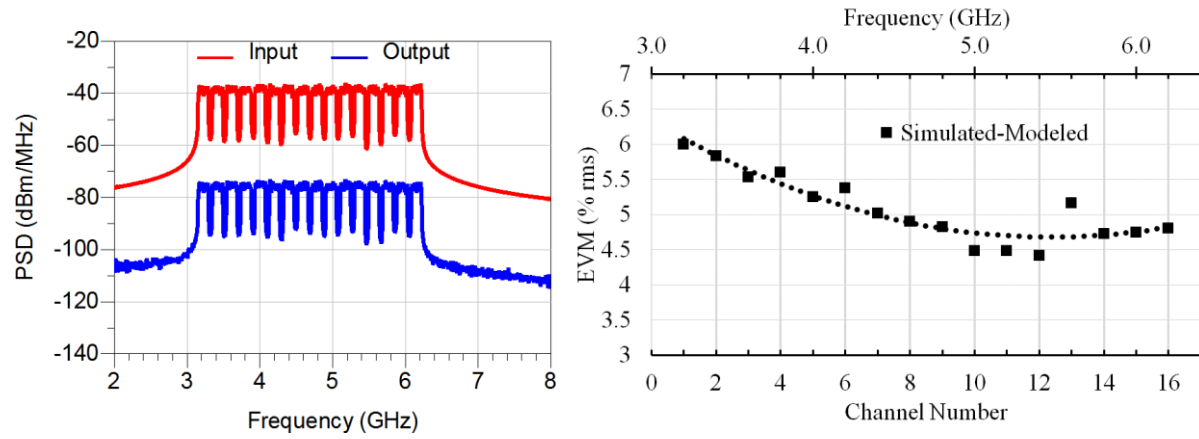 -20
Input Output
-40
-60
-80
-100
-120
-140
PSD (dBm/MHz)
2 3 4 5 6 7 8
Frequency (GHz)
Frequency (GHz)
3.0 4.0 5.0 6.0
7
6.5
6
5.5
5
4.5
4
3.5
3
EVM (% rms)
Simulated-Modeled
0 2 4 6 8 10 12 14 16
Channel Number